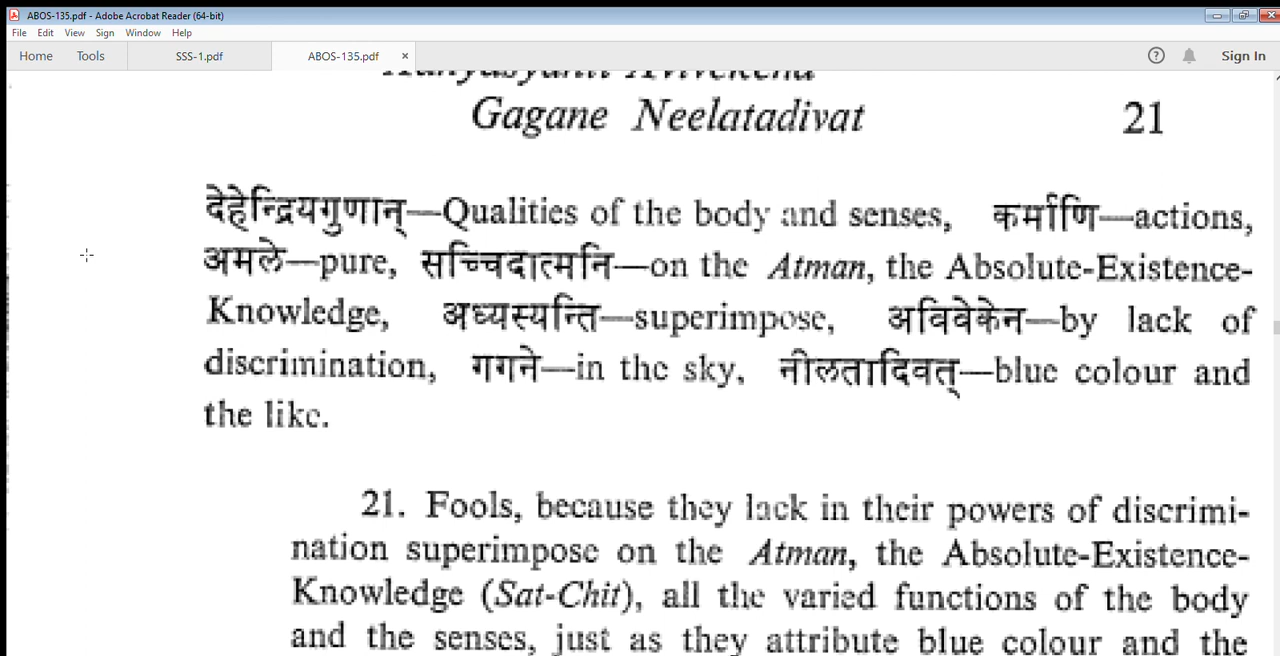 ABOS-135.pdf - Adobe Acrobat Reader (64-bit)
File Edit View Sign Window Help
Home Tools SSS-1.pdf ABOS-135.pdf × ? Sign In
Gagane Neelatadivat 21
देहेन्द्रियगुणान्—Qualities of the body and senses, कर्माणि—actions,
अमले—pure, सच्चिदात्मनि—on the Atman, the Absolute-Existence-
Knowledge, अध्यस्यन्ति—superimpose, अविवेकेन—by lack of
discrimination, गगने—in the sky, नीलतादिवत्—blue colour and
the like.
21. Fools, because they lack in their powers of discrimi-
nation superimpose on the Atman, the Absolute-Existence-
Knowledge (Sat-Chit), all the varied functions of the body
and the senses, just as they attribute blue colour and the